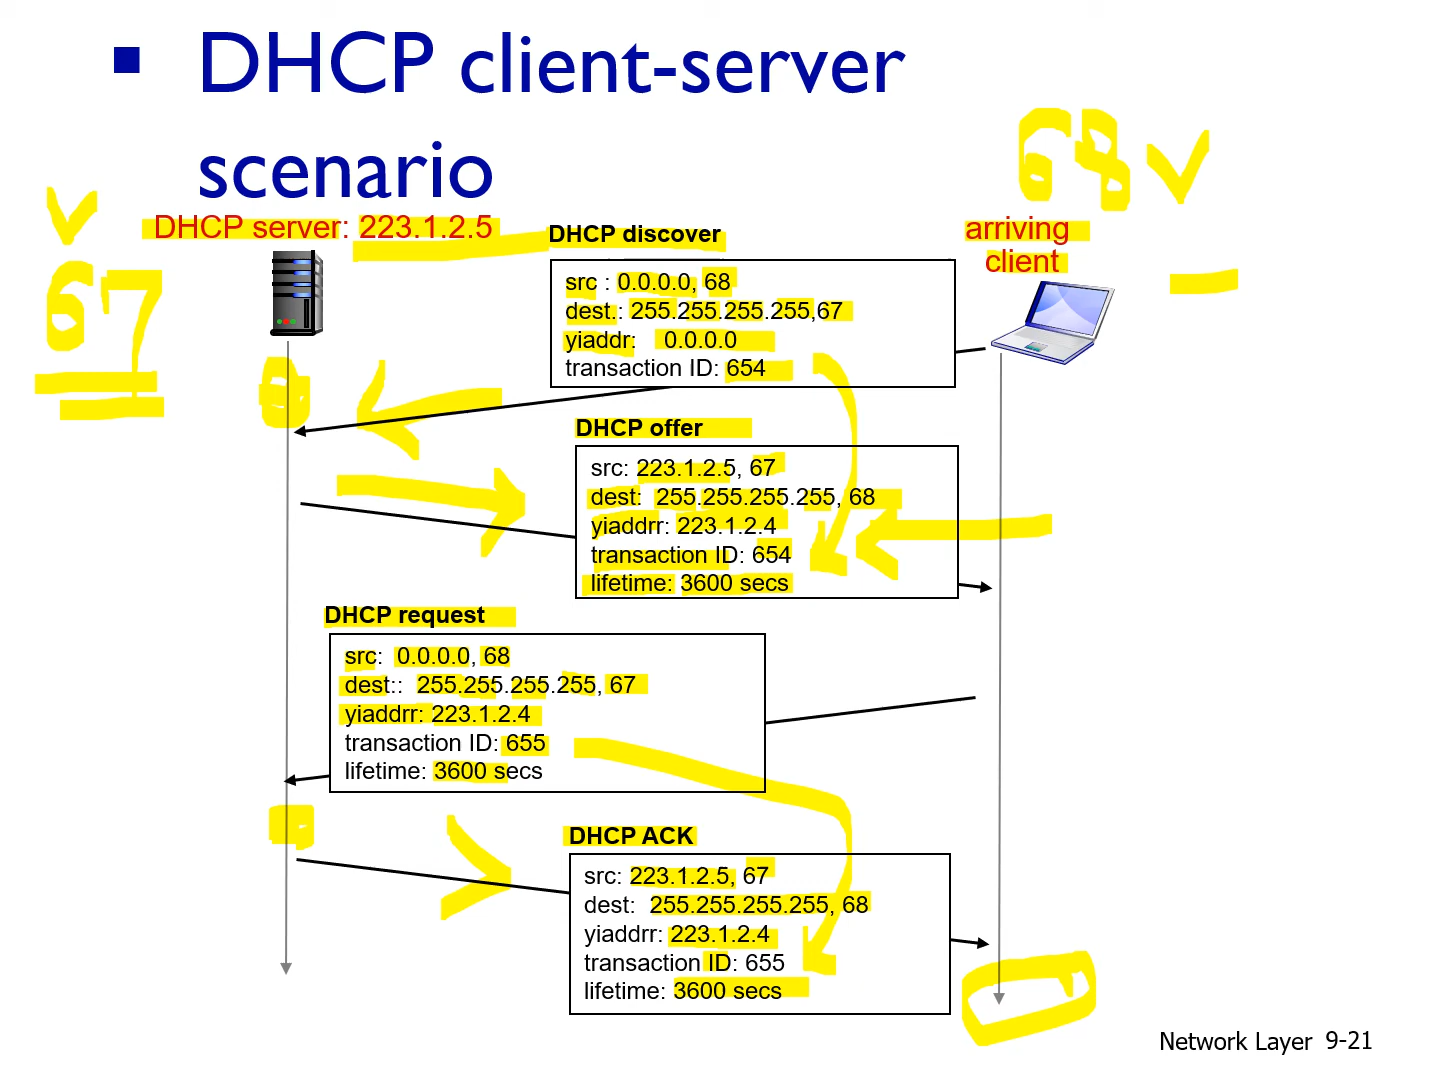 ▪ DHCP client-server
scenario
68
67
DHCP server: 223.1.2.5
arriving
client
DHCP discover
src : 0.0.0.0, 68
dest.: 255.255.255.255,67
yiaddr: 0.0.0.0
transaction ID: 654
DHCP offer
src: 223.1.2.5, 67
dest: 255.255.255.255, 68
yiaddrr: 223.1.2.4
transaction ID: 654
lifetime: 3600 secs
DHCP request
src: 0.0.0.0, 68
dest:: 255.255.255.255, 67
yiaddrr: 223.1.2.4
transaction ID: 655
lifetime: 3600 secs
DHCP ACK
src: 223.1.2.5, 67
dest: 255.255.255.255, 68
yiaddrr: 223.1.2.4
transaction ID: 655
lifetime: 3600 secs
Network Layer 9-21